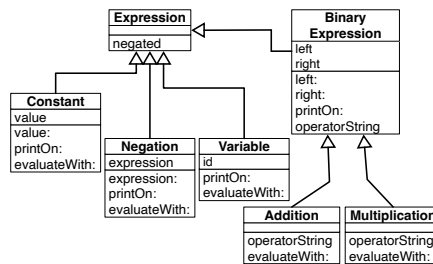 Expression
negated
Binary
Expression
left
right
left:
right:
printOn:
operatorString
Constant
value
value:
printOn:
evaluateWith:
Negation
expression
expression:
printOn:
evaluateWith:
Variable
id
printOn:
evaluateWith:
Addition
operatorString
evaluateWith:
Multiplication
operatorString
evaluateWith: